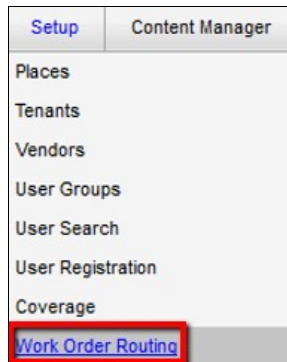 Setup Content Manager
Places
Tenants
Vendors
User Groups
User Search
User Registration
Coverage
Work Order Routing